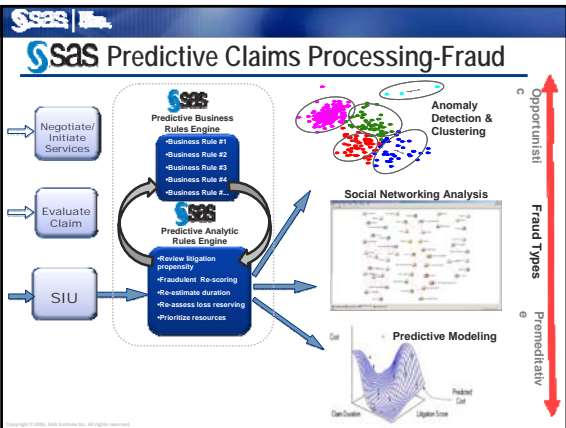 sas
sas Predictive Claims Processing-Fraud
Negotiate/
Initiate
Services
Evaluate
Claim
SIU
sas
Predictive Business
Rules Engine
•Business Rule #1
•Business Rule #2
•Business Rule #3
•Business Rule #4
•Business Rule #...
sas
Predictive Analytic
Rules Engine
•Review litigation
propensity
•Fraudulent Re-scoring
•Re-estimate duration
•Re-assess loss reserving
•Prioritize resources
Anomaly
Detection &
Clustering
Social Networking Analysis
Predictive Modeling
Cost
Predicted
Cost
Claim Duration
Litigation Score
Opportunisti
c
Fraud Types
Premeditativ
e
Copyright © 2006, SAS Institute Inc. All rights reserved.